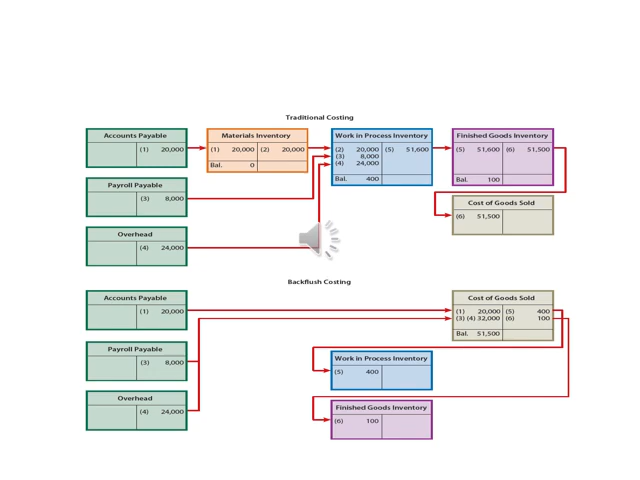 Traditional Costing
Accounts Payable
(1) 20,000
Materials Inventory
(1) 20,000 (2) 20,000
Bal. 0
Work in Process Inventory
(2) 20,000 (5) 51,600
(3) 8,000
(4) 24,000
Bal. 400
Finished Goods Inventory
(5) 51,600 (6) 51,500
Bal. 100
Payroll Payable
(3) 8,000
Cost of Goods Sold
(6) 51,500
Overhead
(4) 24,000
Backflush Costing
Accounts Payable
(1) 20,000
Cost of Goods Sold
(1) 20,000 (5) 400
(3) (4) 32,000 (6) 100
Bal. 51,500
Payroll Payable
(3) 8,000
Work in Process Inventory
(5) 400
Overhead
(4) 24,000
Finished Goods Inventory
(6) 100